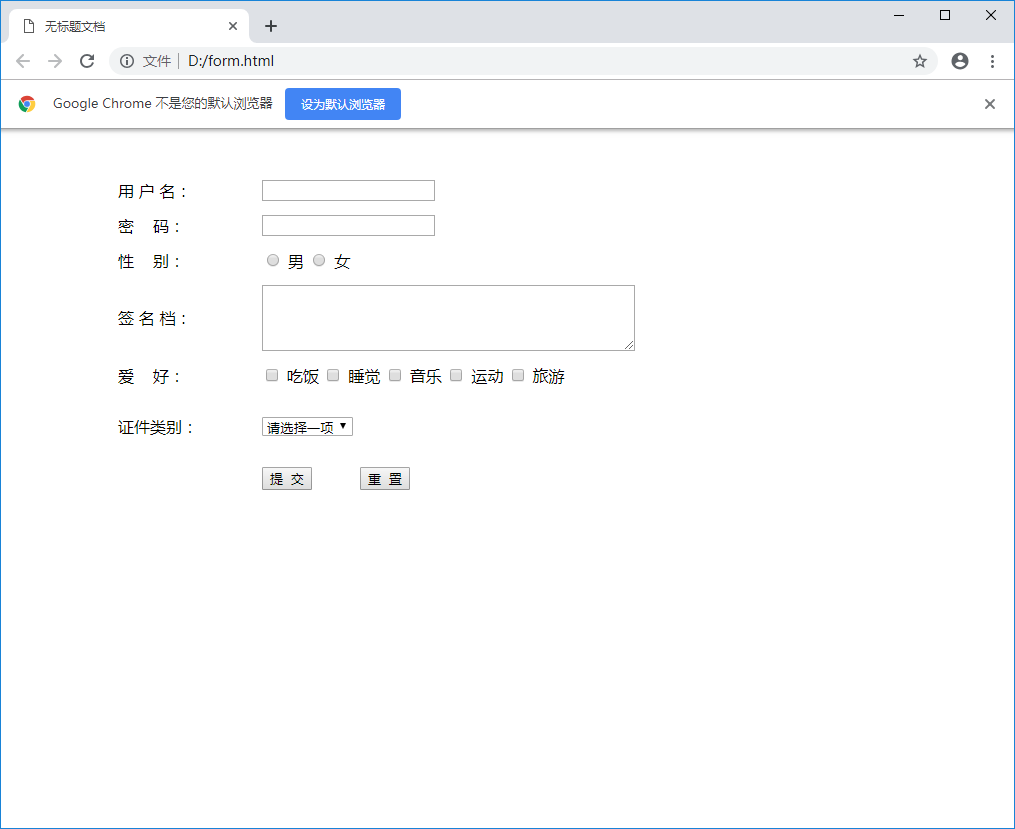 无标题文档
文件 D:/form.html
Google Chrome 不是您的默认浏览器 设为默认浏览器
用 户 名：
密 码：
性 别： 男 女
签 名 档：
爱 好： 吃饭 睡觉 音乐 运动 旅游
证件类别： 请选择一项
提 交 重 置